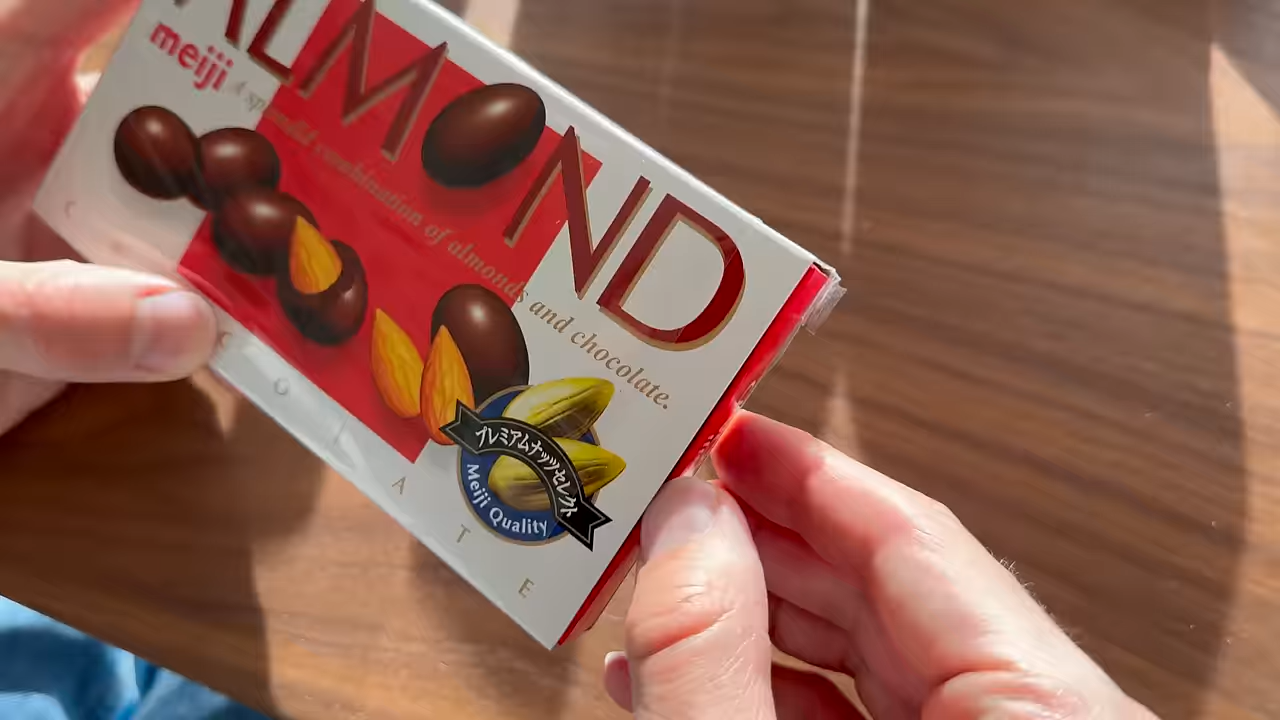 ALMOND
meiji
A splendid combination of almonds and chocolate.
プレミアムナッツセレクト
Meiji Quality
C O L A T E